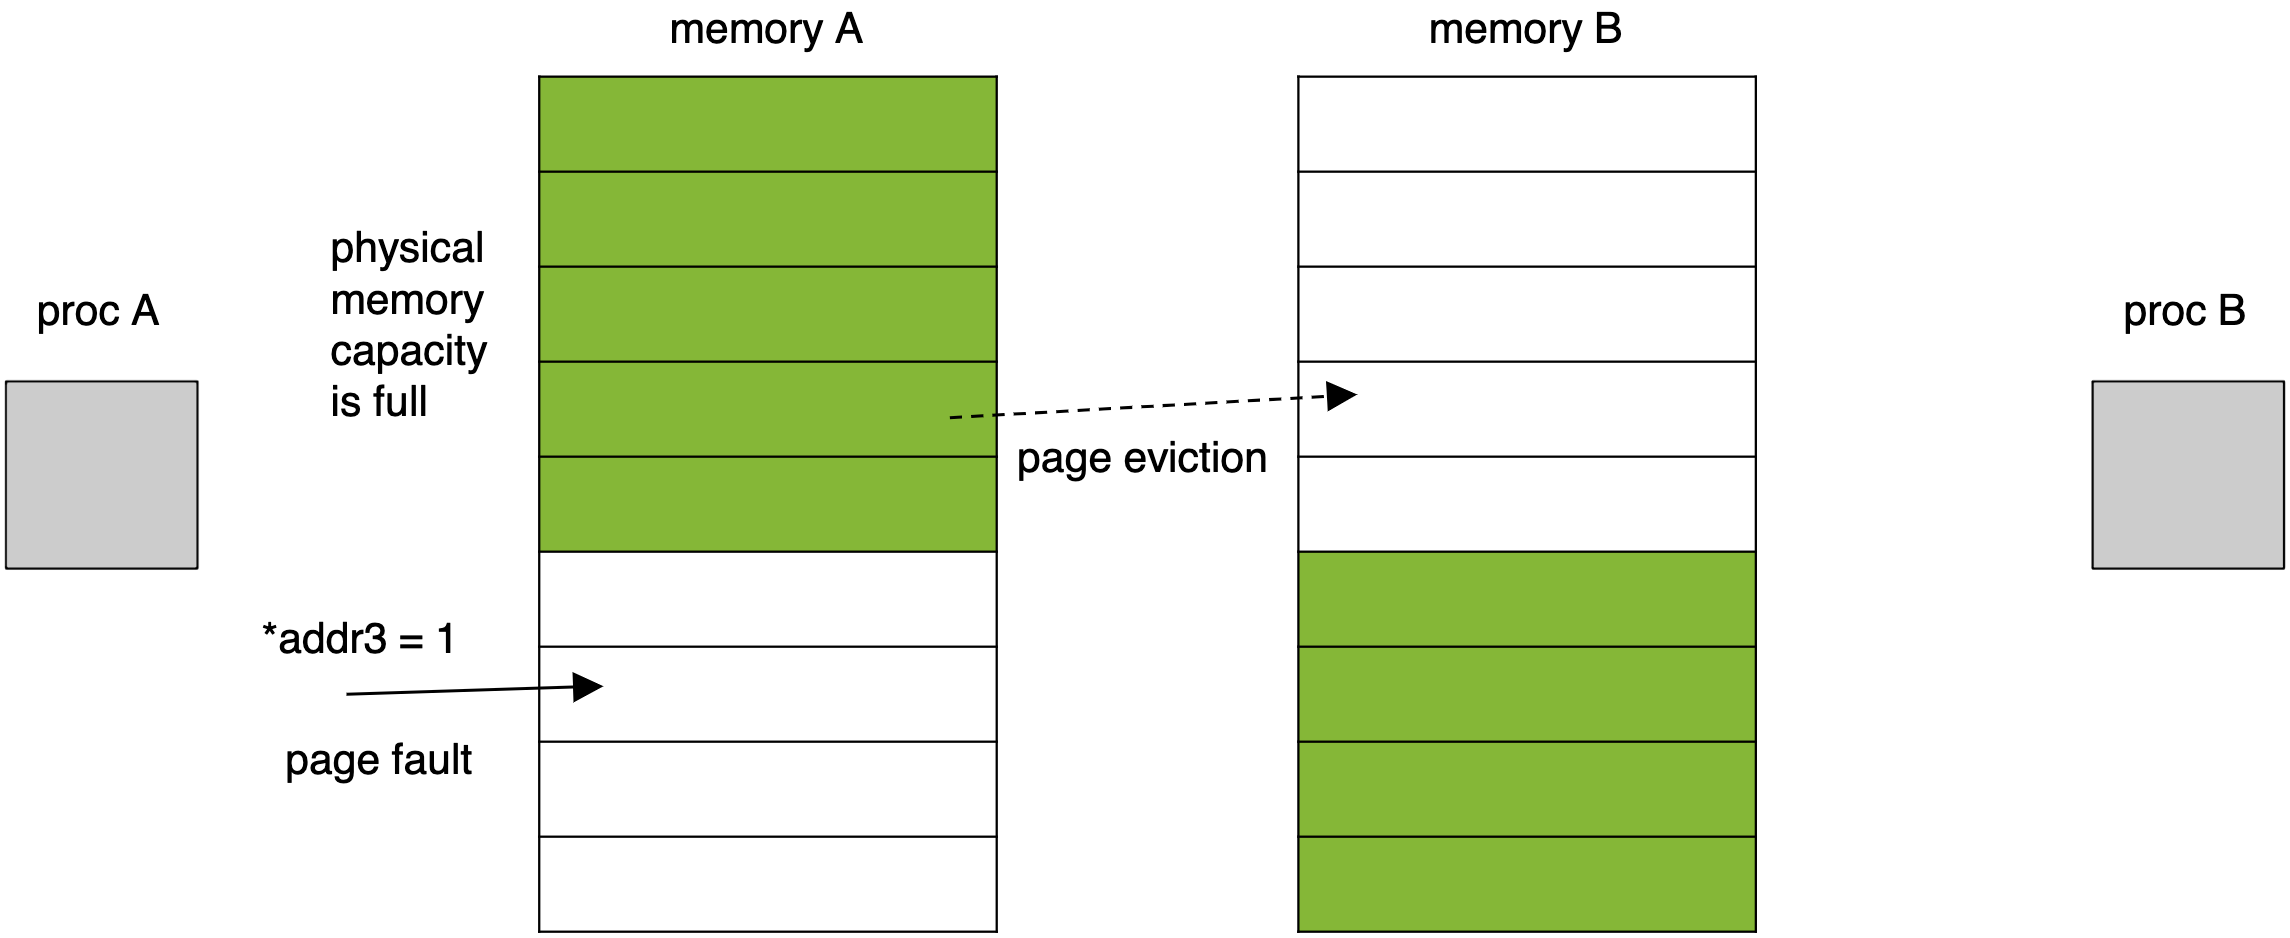 memory A
memory B
physical
memory
capacity
is full
proc A
proc B
page eviction
*addr3 = 1
page fault